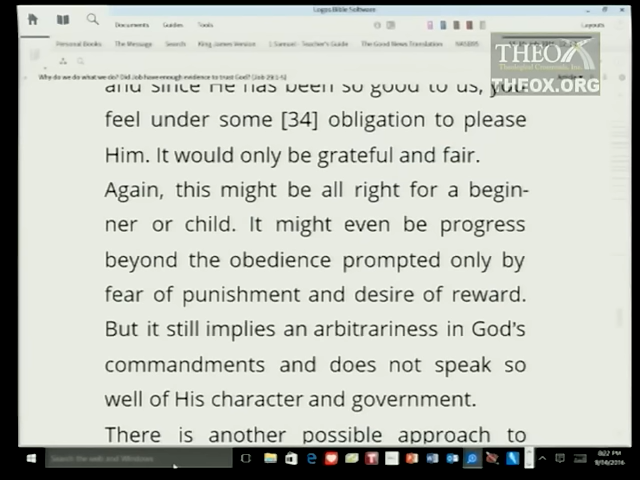 Logos Bible Software
Documents Guides Tools Layouts
Personal Books The Message Search King James Version 1 Samuel - Teacher's Guide The Good News Translation NASB95
THEOX
THEOX.ORG
Why do we do what we do? Did Job have enough evidence to trust God? (Job 29:1-5)
and since He has been so good to us, you
feel under some [34] obligation to please
Him. It would only be grateful and fair.
Again, this might be all right for a begin-
ner or child. It might even be progress
beyond the obedience prompted only by
fear of punishment and desire of reward.
But it still implies an arbitrariness in God's
commandments and does not speak so
well of His character and government.
There is another possible approach to
Search the web and Windows
8:22 PM